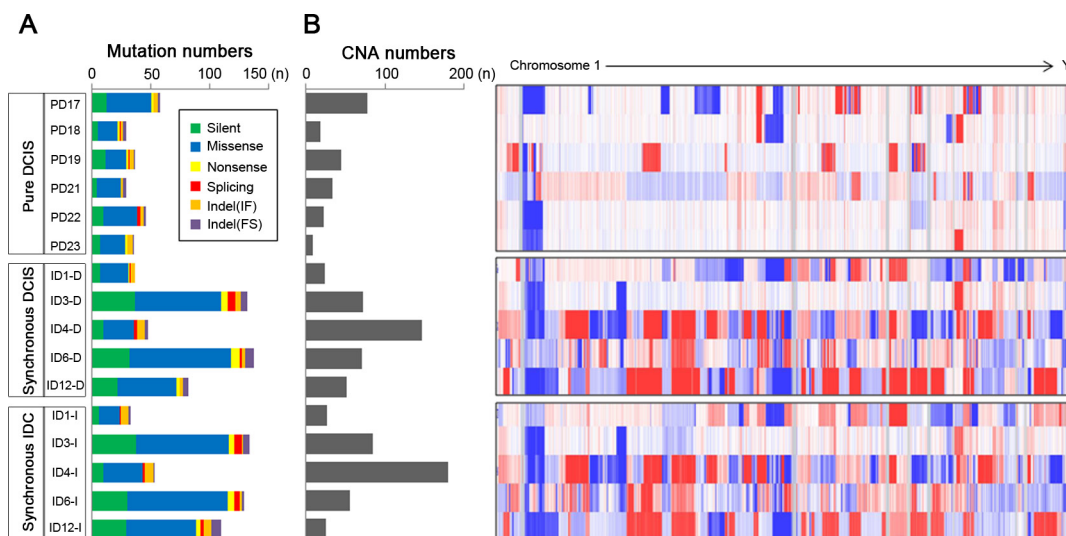 A
B
Mutation numbers
0 50 100 150 (n)
CNA numbers
0 100 200 (n)
Chromosome 1
Y
Pure DCIS
PD17
PD18
PD19
PD21
PD22
PD23
Silent
Missense
Nonsense
Splicing
Indel(IF)
Indel(FS)
Synchronous DCIS
ID1-D
ID3-D
ID4-D
ID6-D
ID12-D
Synchronous IDC
ID1-I
ID3-I
ID4-I
ID6-I
ID12-I